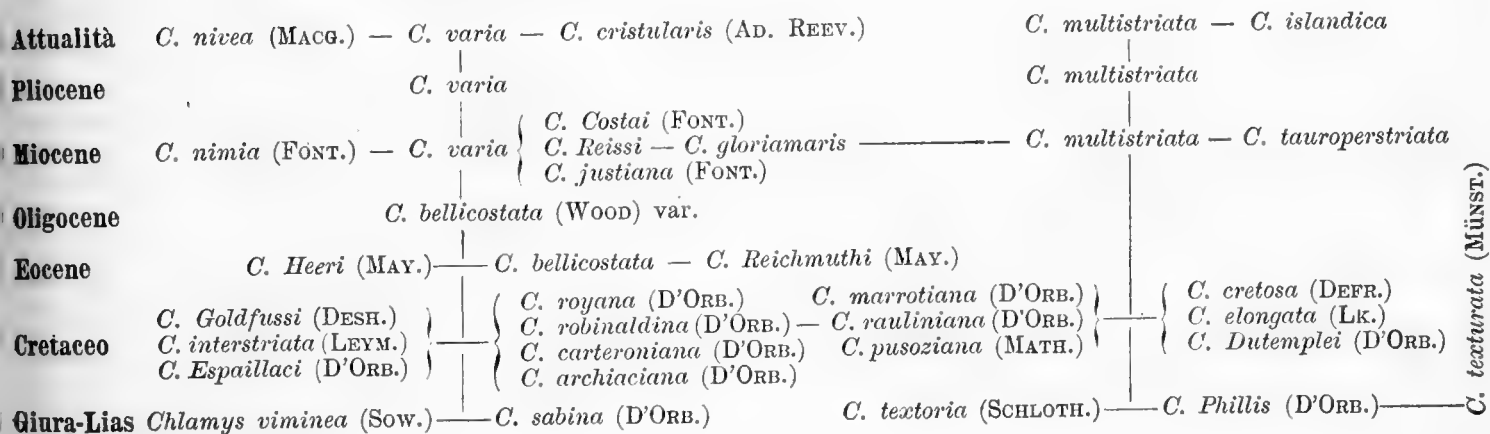 Attualità C. nivea (MACG.) — C. varia — C. cristularis (AD. REEV.) C. multistriata — C. islandica
Pliocene C. varia C. multistriata
C. Costai (FONT.)
Miocene C. nimia (FONT.) — C. varia C. Reissi — C. gloriamaris — C. multistriata — C. tauroperstriata
C. justiana (FONT.)
Oligocene C. bellicostata (WOOD) var.
Eocene C. Heeri (MAY.) — C. bellicostata — C. Reichmuthi (MAY.)
C. Goldfussi (DESH.) C. royana (D'ORB.) C. marrotiana (D'ORB.) C. cretosa (DEFR.)
Cretaceo C. interstriata (LEYM.) C. robinaldina (D'ORB.) — C. rauliniana (D'ORB.) C. elongata (LK.)
C. Espaillaci (D'ORB.) C. carteroniana (D'ORB.) C. pusoziana (MATH.) C. Dutemplei (D'ORB.)
C. archiaciana (D'ORB.)
Giura-Lias Chlamys viminea (SOW.) — C. sabina (D'ORB.) C. textoria (SCHLOTH.) — C. Phillis (D'ORB.) —
C. texturata (MÜNST.)